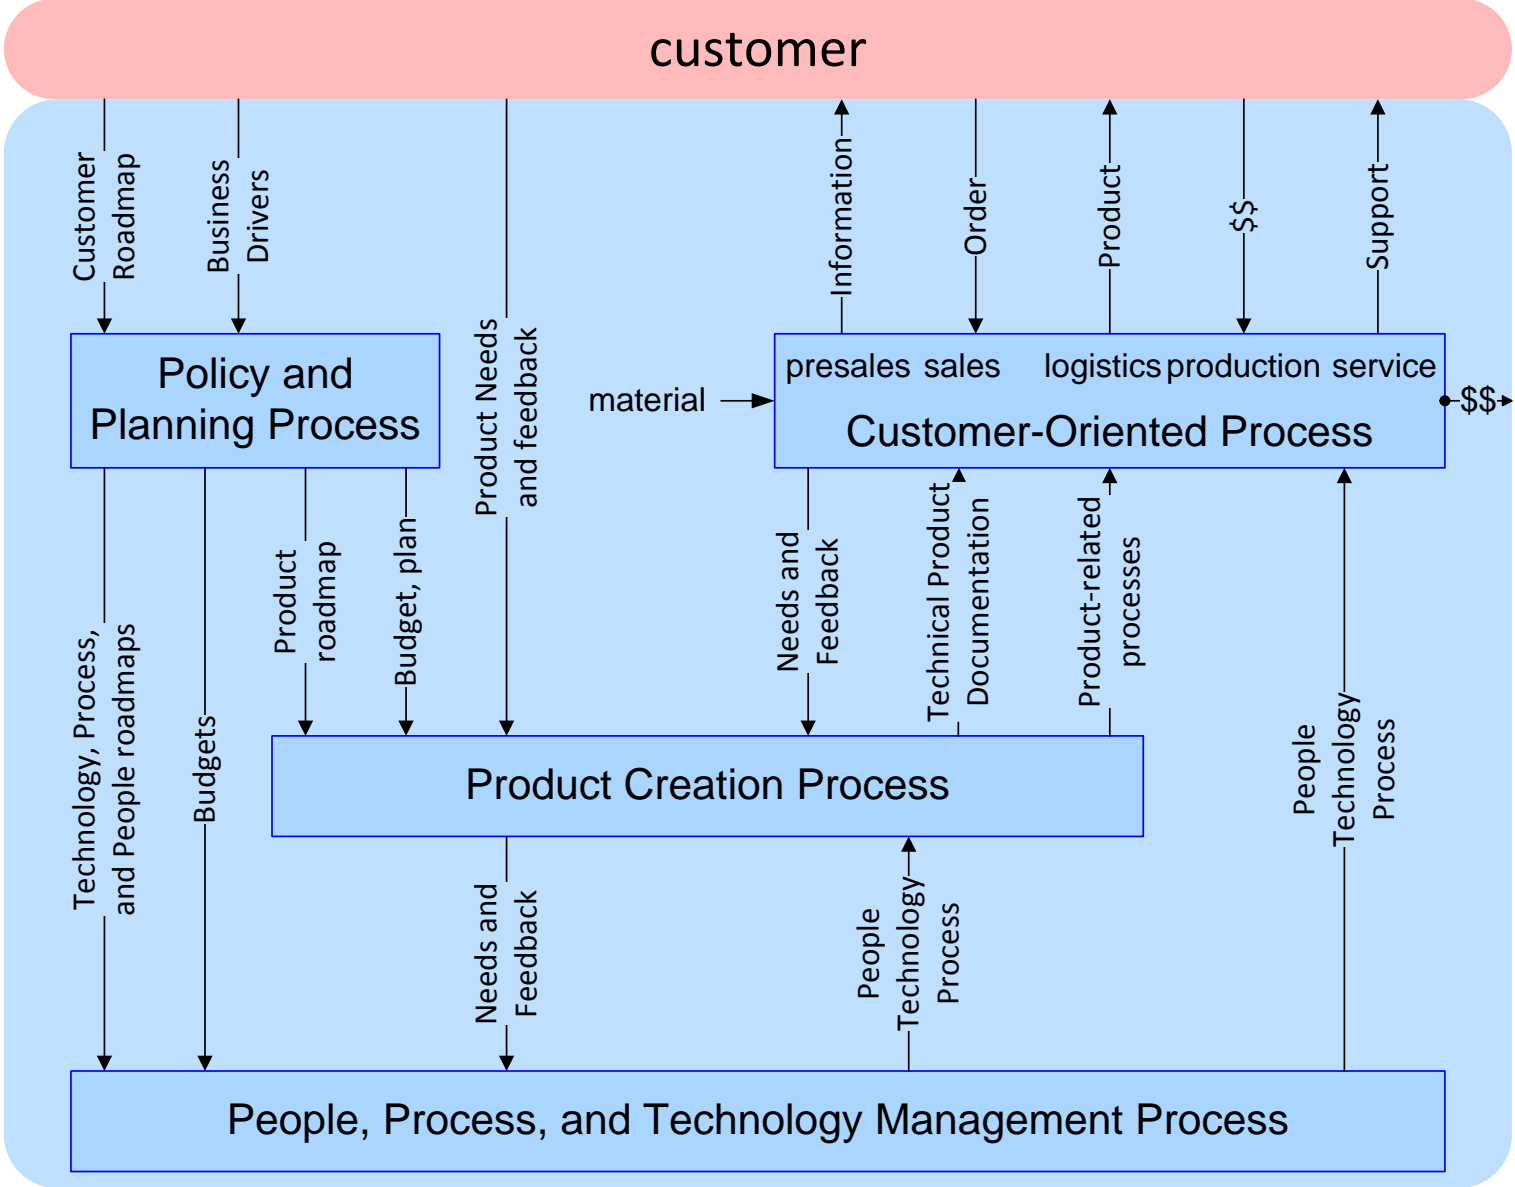 customer
Customer
Roadmap
Business
Drivers
Product Needs
and feedback
Information
Order
Product
$$
Support
Policy and
Planning Process
presales sales logistics production service
material
Customer-Oriented Process
$$
Technology, Process,
and People roadmaps
Budgets
Product
roadmap
Budget, plan
Needs and
Feedback
Technical Product
Documentation
Product-related
processes
People
Technology
Process
Product Creation Process
Needs and
Feedback
People
Technology
Process
People, Process, and Technology Management Process